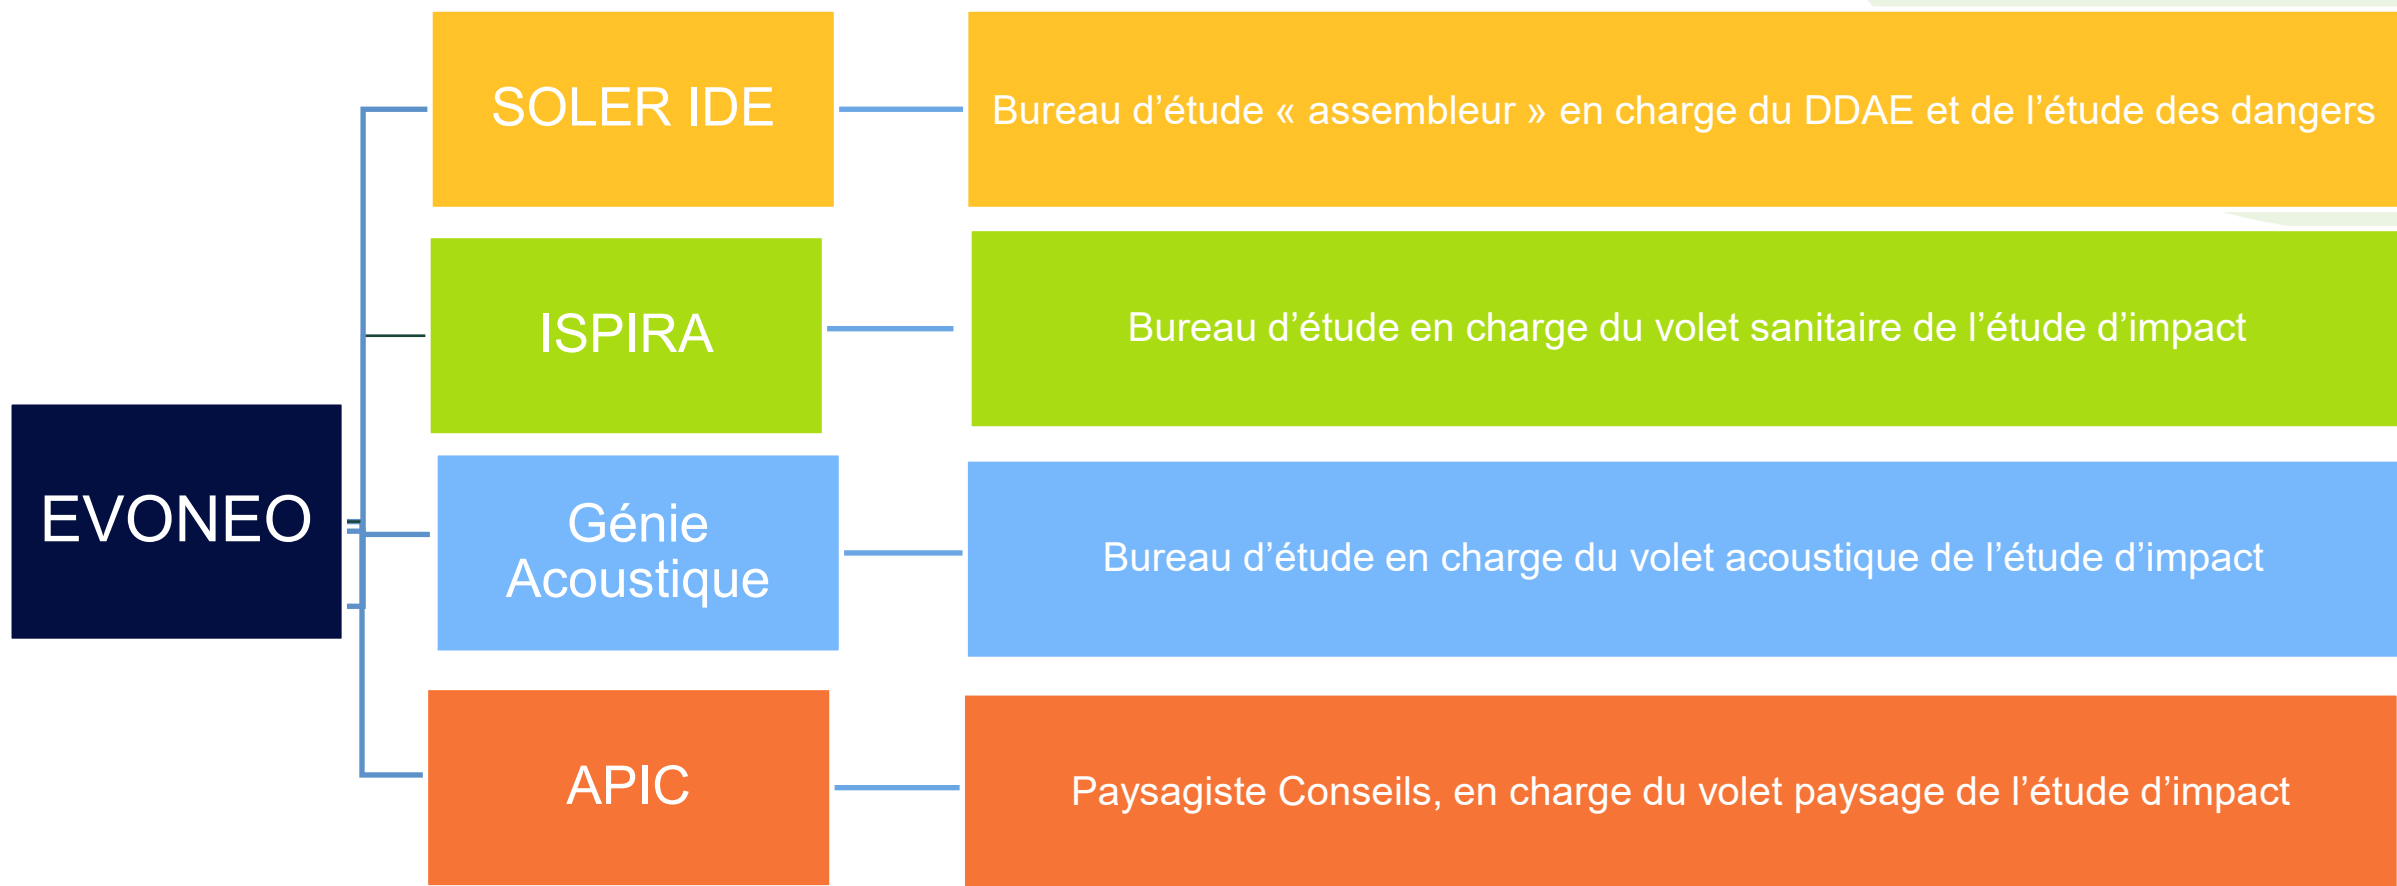 SOLER IDE
Bureau d’étude « assembleur » en charge du DDAE et de l’étude des dangers
ISPIRA
Bureau d’étude en charge du volet sanitaire de l’étude d’impact
EVONEO
Génie
Acoustique
Bureau d’étude en charge du volet acoustique de l’étude d’impact
APIC
Paysagiste Conseils, en charge du volet paysage de l’étude d’impact